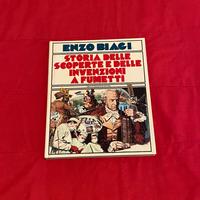 ENZO BIAGI
STORIA DELLE
SCOPERTE E DELLE
INVENZIONI
A FUMETTI